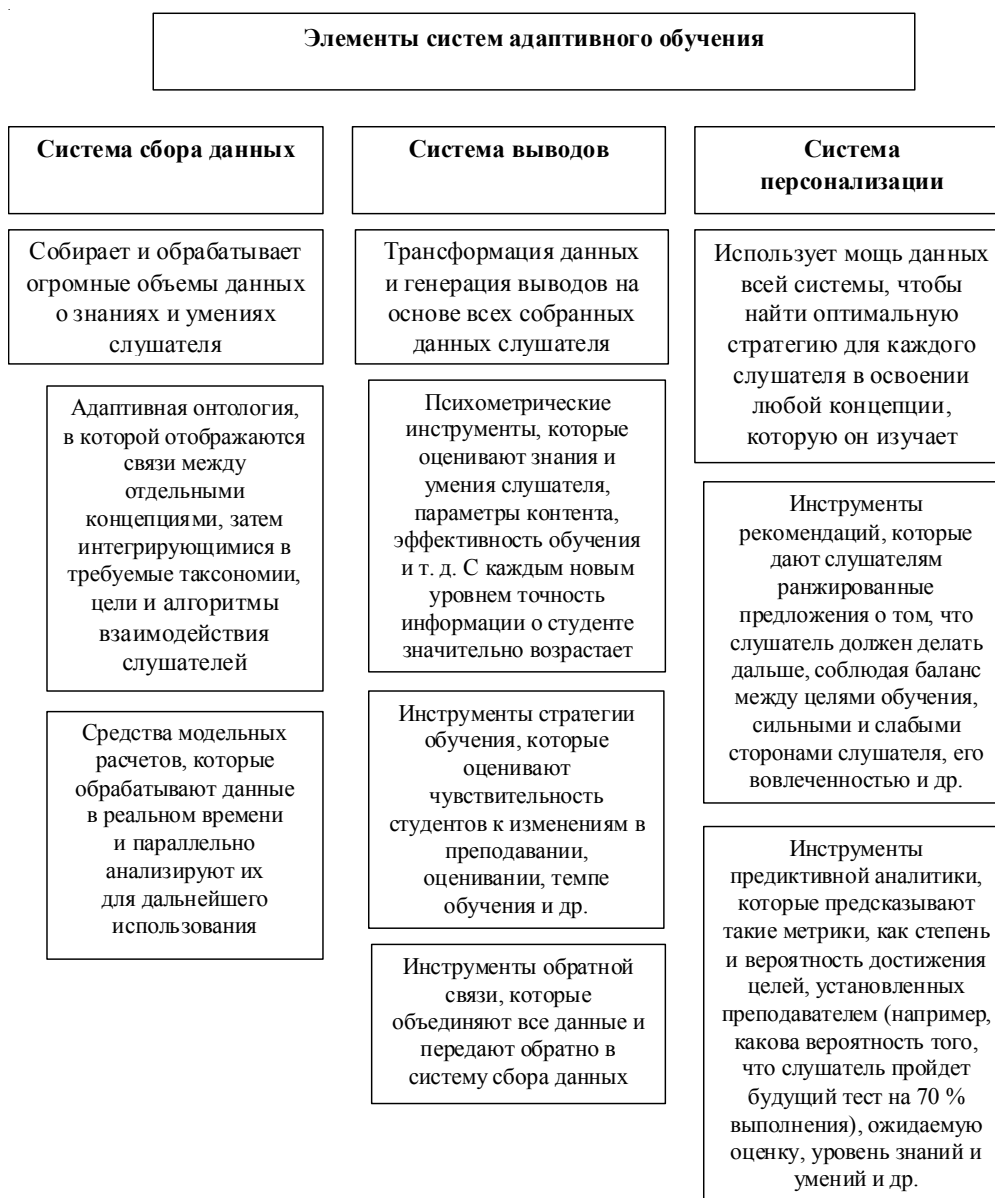 Элементы систем адаптивного обучения
Система сбора данных
Собирает и обрабатывает
огромные объемы данных
о знаниях и умениях
слушателя
Адаптивная онтология,
в которой отображаются
связи между
отдельными
концепциями, затем
интегрирующимися в
требуемые таксономии,
цели и алгоритмы
взаимодействия
слушателей
Средства модельных
расчетов, которые
обрабатывают данные
в реальном времени
и параллельно
анализируют их
для дальнейшего
использования
Система выводов
Трансформация данных
и генерация выводов на
основе всех собранных
данных слушателя
Психометрические
инструменты, которые
оценивают знания и
умения слушателя,
параметры контента,
эффективность обучения
и т. д. С каждым новым
уровнем точность
информации о студенте
значительно возрастает
Инструменты стратегии
обучения, которые
оценивают
чувствительность
студентов к изменениям в
преподавании,
оценивании, темпе
обучения и др.
Инструменты обратной
связи, которые
объединяют все данные и
передают обратно в
систему сбора данных
Система
персонализации
Использует мощь данных
всей системы, чтобы
найти оптимальную
стратегию для каждого
слушателя в освоении
любой концепции,
которую он изучает
Инструменты
рекомендаций, которые
дают слушателям
ранжированные
предложения о том, что
слушатель должен делать
дальше, соблюдая баланс
между целями обучения,
сильными и слабыми
сторонами слушателя, его
вовлеченностью и др.
Инструменты
предиктивной аналитики,
которые предсказывают
такие метрики, как степень
и вероятность достижения
целей, установленных
преподавателем (например,
какова вероятность того,
что слушатель пройдет
будущий тест на 70 %
выполнения), ожидаемую
оценку, уровень знаний и
умений и др.